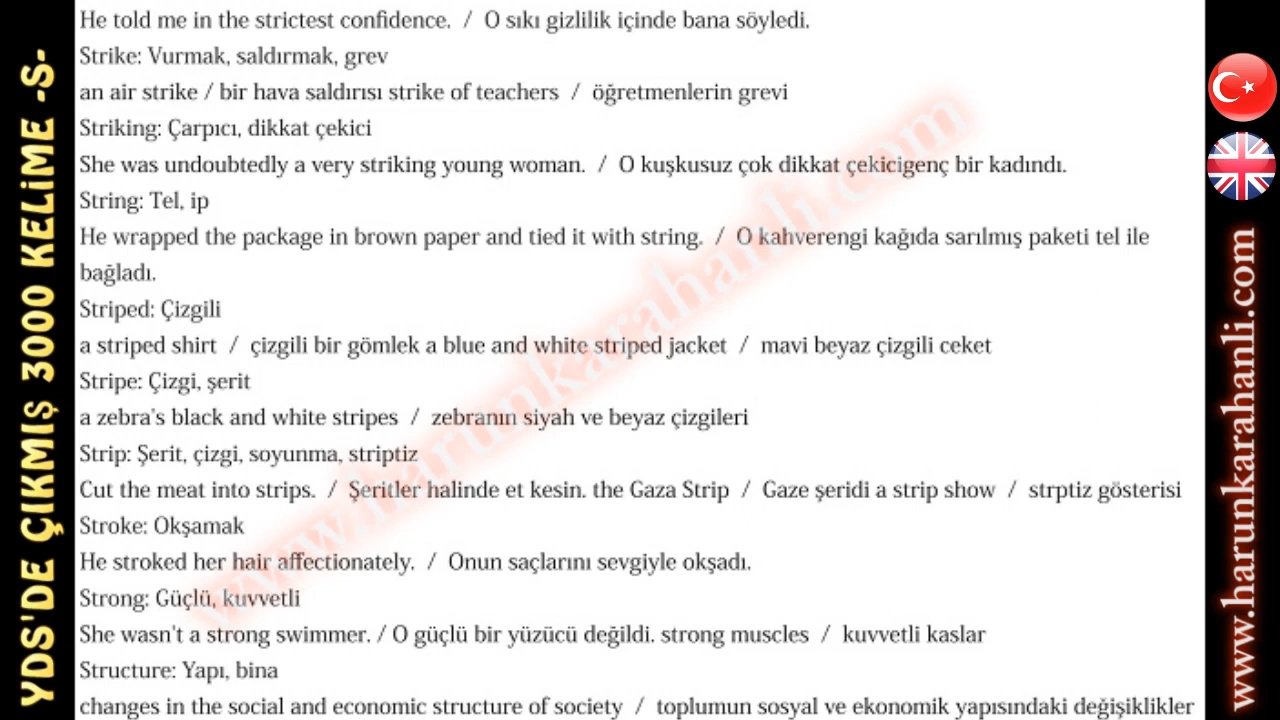 YDS'DE ÇIKMIŞ 3000 KELİME -S-
He told me in the strictest confidence. / O sıkı gizlilik içinde bana söyledi.
Strike: Vurmak, saldırmak, grev
an air strike / bir hava saldırısı strike of teachers / öğretmenlerin grevi
Striking: Çarpıcı, dikkat çekici
She was undoubtedly a very striking young woman. / O kuşkusuz çok dikkat çekicigenç bir kadındı.
String: Tel, ip
He wrapped the package in brown paper and tied it with string. / O kahverengi kağıda sarılmış paketi tel ile
bağladı.
Striped: Çizgili
a striped shirt / çizgili bir gömlek a blue and white striped jacket / mavi beyaz çizgili ceket
Stripe: Çizgi, şerit
a zebra's black and white stripes / zebranın siyah ve beyaz çizgileri
Strip: Şerit, çizgi, soyunma, striptiz
Cut the meat into strips. / Şeritler halinde et kesin. the Gaza Strip / Gaze şeridi a strip show / strptiz gösterisi
Stroke: Okşamak
He stroked her hair affectionately. / Onun saçlarını sevgiyle okşadı.
Strong: Güçlü, kuvvetli
She wasn't a strong swimmer. / O güçlü bir yüzücü değildi. strong muscles / kuvvetli kaslar
Structure: Yapı, bina
changes in the social and economic structure of society / toplumun sosyal ve ekonomik yapısındaki değişiklikler
www.harunkarahanli.com
www.harunkarahanli.com